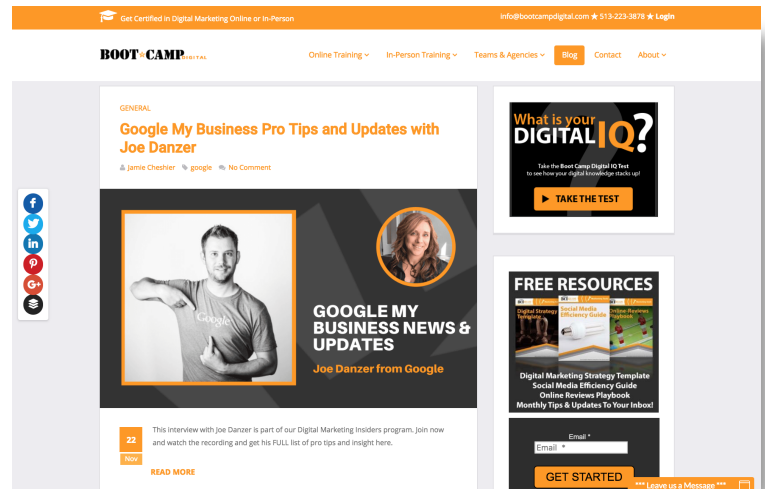 Get Certified in Digital Marketing Online or In-Person
info@bootcampdigital.com ★ 513-223-3878 ★ Login
BOOT★CAMP DIGITAL
Online Training
In-Person Training
Teams & Agencies
Blog
Contact
About
GENERAL
Google My Business Pro Tips and Updates with
Joe Danzer
Jamie Cheshier google No Comment
Google
GOOGLE MY
BUSINESS NEWS &
UPDATES
Joe Danzer from Google
22
Nov
This interview with Joe Danzer is part of our Digital Marketing Insiders program. Join now
and watch the recording and get his FULL list of pro tips and insight here.
READ MORE
What is your
DIGITAL IQ?
Take the Boot Camp Digital IQ Test
to see how your digital knowledge stacks up!
TAKE THE TEST
FREE RESOURCES
Digital Strategy
Template
Social Media
Efficiency Guide
Online Reviews
Playbook
Digital Marketing Strategy Template
Social Media Efficiency Guide
Online Reviews Playbook
Monthly Tips & Updates To Your Inbox!
Email *
Email *
GET STARTED
*** Leave us a Message ***